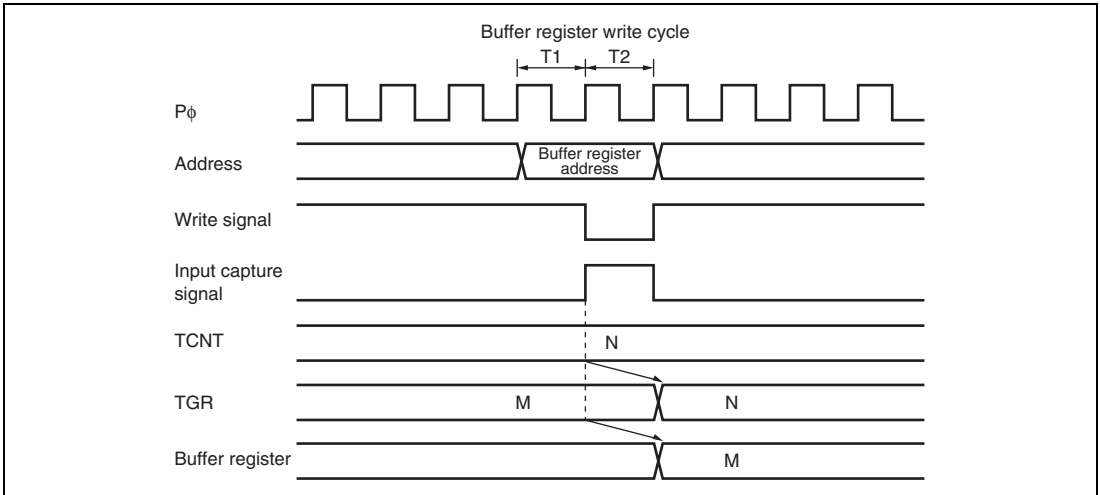 Buffer register write cycle
T1 T2
Pϕ
Address
Buffer register
address
Write signal
Input capture
signal
TCNT
N
TGR
M N
Buffer register
M